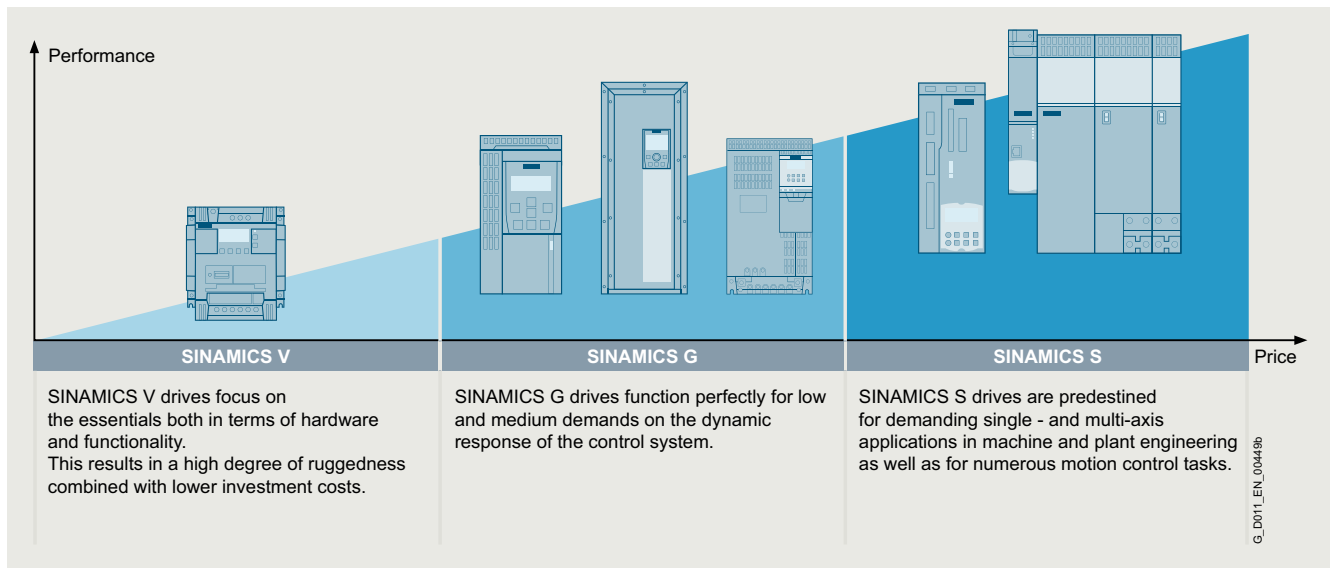 Performance
SINAMICS V
SINAMICS G
SINAMICS S
Price
SINAMICS V drives focus on
the essentials both in terms of hardware
and functionality.
This results in a high degree of ruggedness
combined with lower investment costs.
SINAMICS G drives function perfectly for low
and medium demands on the dynamic
response of the control system.
SINAMICS S drives are predestined
for demanding single - and multi-axis
applications in machine and plant engineering
as well as for numerous motion control tasks.
G_D011_EN_00449b